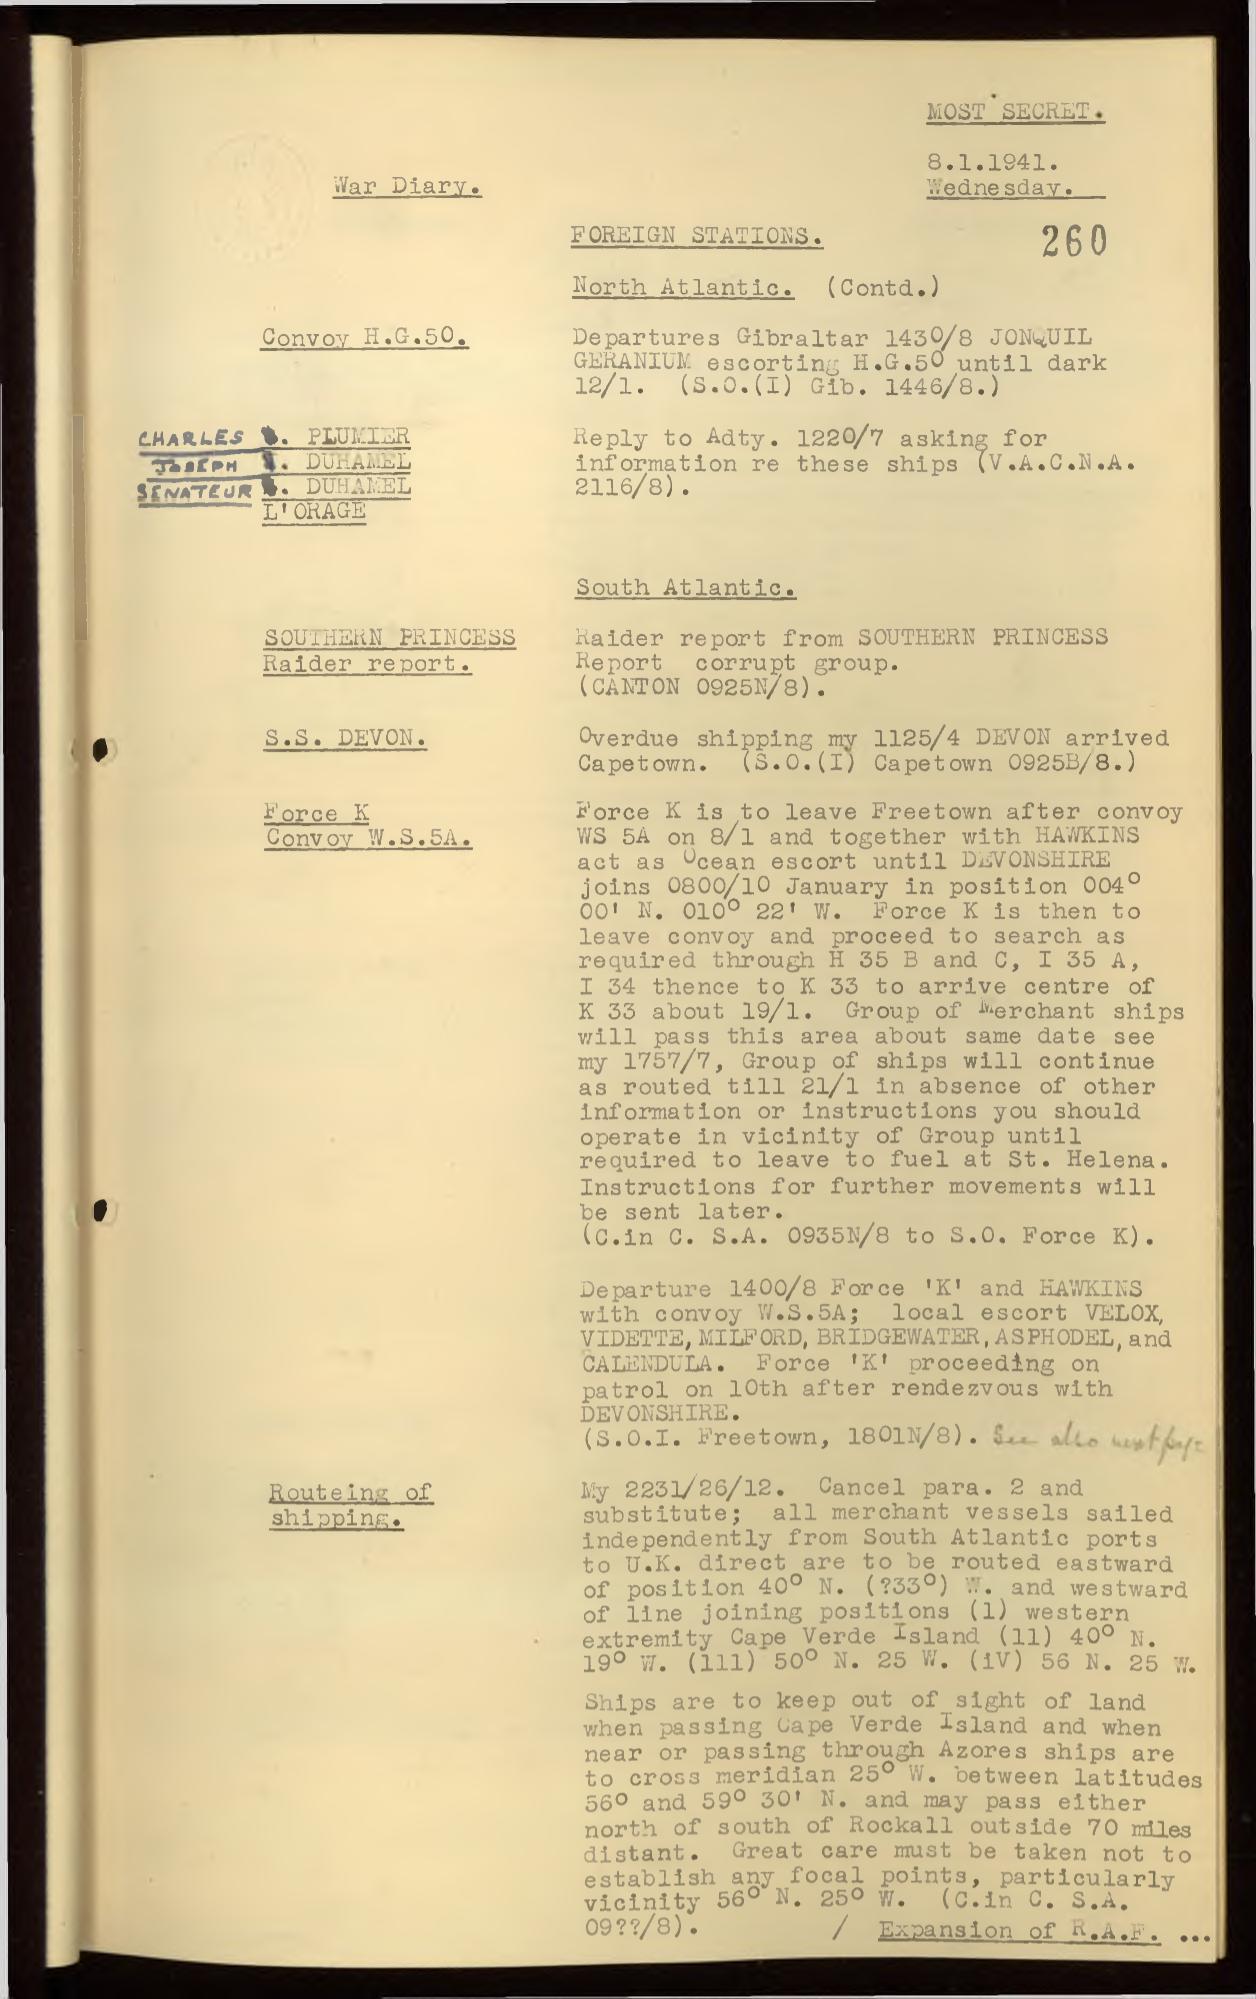 MOST SECRET.
8.1.1941.
War Diary.
Wednesday.
FOREIGN STATIONS.
260
North Atlantic. (Contd.)
Convoy H.G.50.
Departures Gibraltar 1430/8 JONQUIL
GERANIUM escorting H.G.50 until dark
12/1. (S.O.(I) Gib. 1446/8.)
CHARLES . PLUMIER
JOSEPH . DUHAMEL
SENATEUR . DUHAMEL
L'ORAGE
Reply to Adty. 1220/7 asking for
information re these ships (V.A.C.N.A.
2116/8).
South Atlantic.
SOUTHERN PRINCESS
Raider report.
Raider report from SOUTHERN PRINCESS
Report corrupt group.
(CANTON 0925N/8).
S.S. DEVON.
Overdue shipping my 1125/4 DEVON arrived
Capetown. (S.O.(I) Capetown 0925B/8.)
Force K
Convoy W.S.5A.
Force K is to leave Freetown after convoy
WS 5A on 8/1 and together with HAWKINS
act as Ocean escort until DEVONSHIRE
joins 0800/10 January in position 004°
00' N. 010° 22' W. Force K is then to
leave convoy and proceed to search as
required through H 35 B and C, I 35 A,
I 34 thence to K 33 to arrive centre of
K 33 about 19/1. Group of Merchant ships
will pass this area about same date see
my 1757/7, Group of ships will continue
as routed till 21/1 in absence of other
information or instructions you should
operate in vicinity of Group until
required to leave to fuel at St. Helena.
Instructions for further movements will
be sent later.
(C.in C. S.A. 0935N/8 to S.O. Force K).
Departure 1400/8 Force 'K' and HAWKINS
with convoy W.S.5A; local escort VELOX,
VIDETTE, MILFORD, BRIDGEWATER, ASPHODEL, and
CALENDULA. Force 'K' proceeding on
patrol on 10th after rendezvous with
DEVONSHIRE.
(S.O.I. Freetown, 1801N/8). See also next page
Routeing of
shipping.
My 2231/26/12. Cancel para. 2 and
substitute; all merchant vessels sailed
independently from South Atlantic ports
to U.K. direct are to be routed eastward
of position 40° N. (?33°) W. and westward
of line joining positions (1) western
extremity Cape Verde Island (11) 40° N.
19° W. (111) 50° N. 25 W. (iV) 56 N. 25 W.
Ships are to keep out of sight of land
when passing Cape Verde Island and when
near or passing through Azores ships are
to cross meridian 25° W. between latitudes
56° and 59° 30' N. and may pass either
north of south of Rockall outside 70 miles
distant. Great care must be taken not to
establish any focal points, particularly
vicinity 56° N. 25° W. (C.in C. S.A.
09??/8). / Expansion of R.A.F. ...